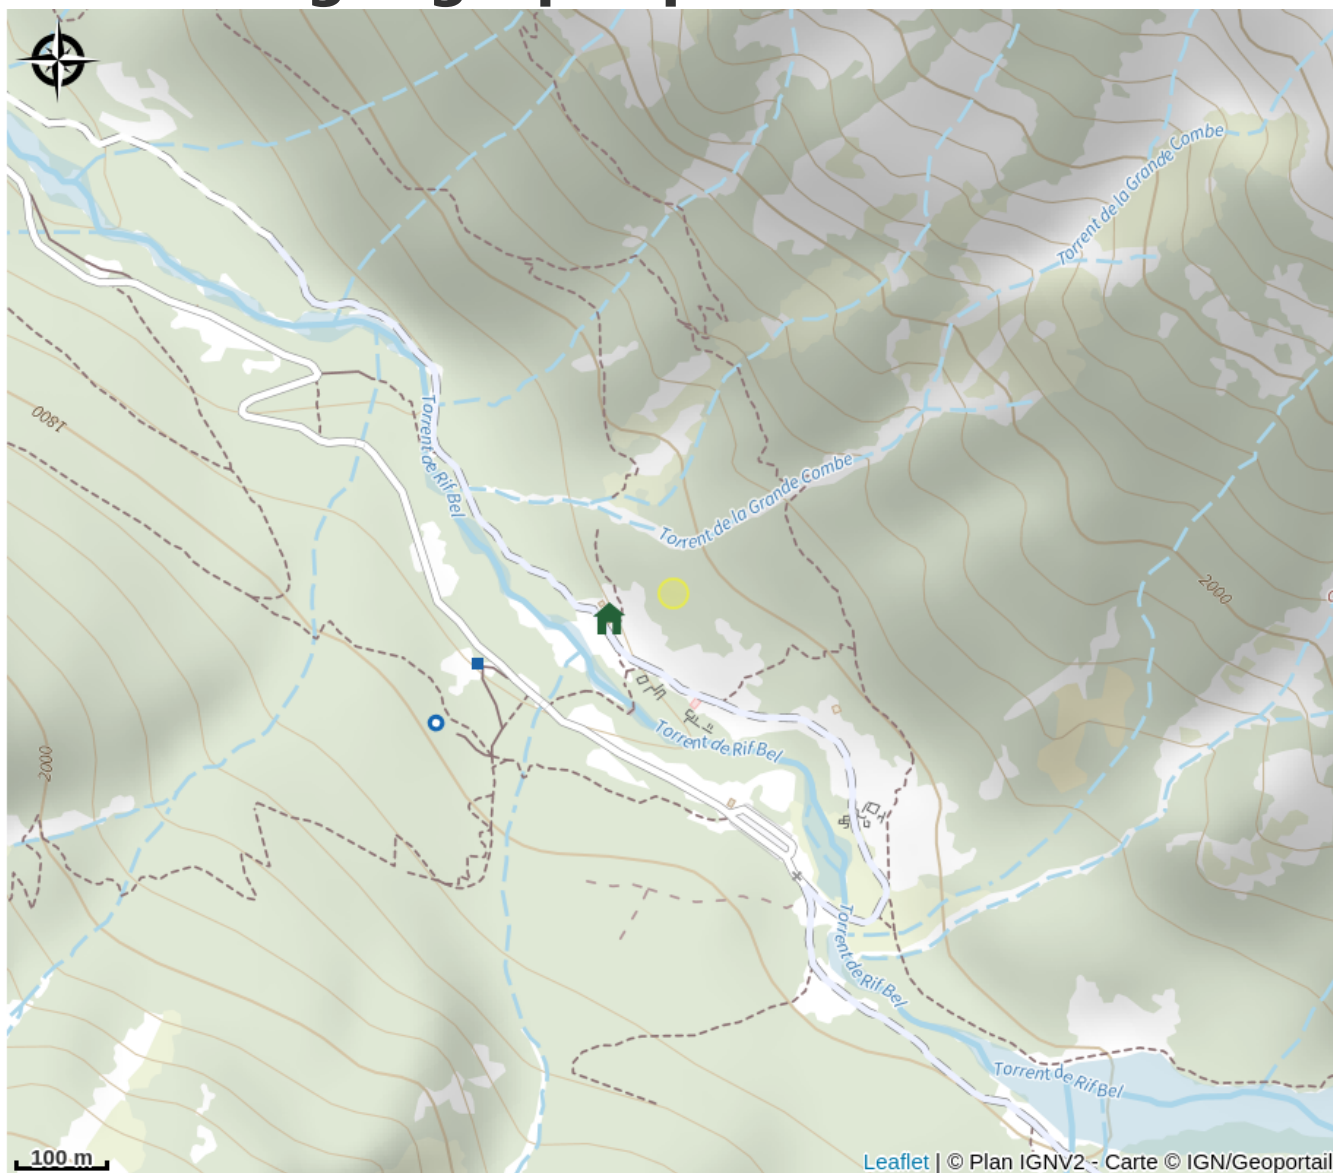 Torrent de la Grande Combe
1800
Torrent de Rif Bel
Torrent de la Grande Combe
2000
2000
Torrent de Rif Bel
Torrent de Rif Bel
Torrent de Rif Bel
100 m
Leaflet | © Plan IGNV2 - Carte © IGN/Geoportail